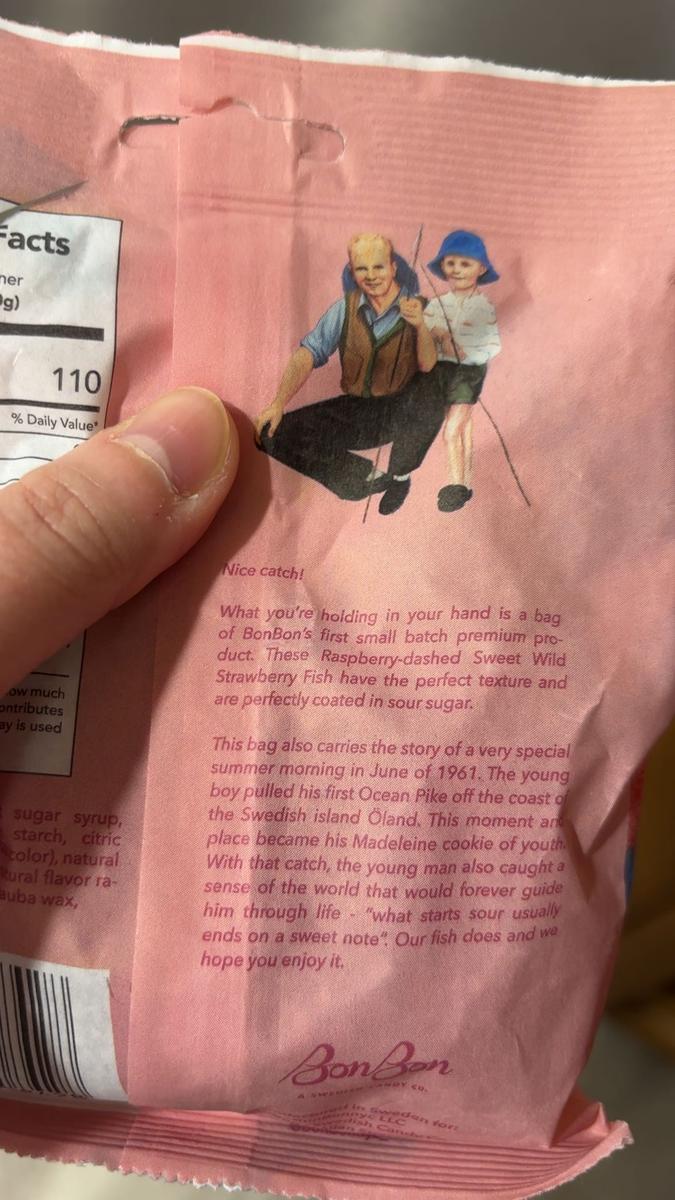 Facts
110
% Daily Value*
ow much
ontributes
ay is used
sugar syrup,
starch, citric
color), natural
tural flavor ra-
auba wax,
Nice catch!
What you're holding in your hand is a bag
of BonBon's first small batch premium pro-
duct. These Raspberry-dashed Sweet Wild
Strawberry Fish have the perfect texture and
are perfectly coated in sour sugar.
This bag also carries the story of a very special
summer morning in June of 1961. The young
boy pulled his first Ocean Pike off the coast of
the Swedish island Öland. This moment and
place became his Madeleine cookie of youth.
With that catch, the young man also caught a
sense of the world that would forever guide
him through life - "what starts sour usually
ends on a sweet note". Our fish does and we
hope you enjoy it.
BonBon
A SWEDISH CANDY CO.
in Sweden for:
LLC